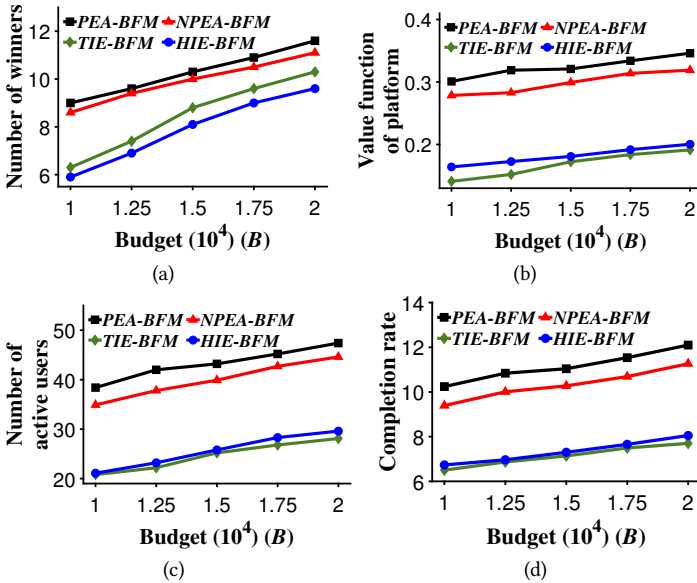 PEA-BFM NPEA-BFM
TIE-BFM HIE-BFM
Number of winners
12
10
8
6
1 1.25 1.5 1.75 2
Budget (10^4) (B)
(a)
PEA-BFM NPEA-BFM
TIE-BFM HIE-BFM
Value function
of platform
0.4
0.3
0.2
1 1.25 1.5 1.75 2
Budget (10^4) (B)
(b)
PEA-BFM NPEA-BFM
TIE-BFM HIE-BFM
Number of
active users
50
40
30
20
1 1.25 1.5 1.75 2
Budget (10^4) (B)
(c)
PEA-BFM NPEA-BFM
TIE-BFM HIE-BFM
Completion rate
14
12
10
8
6
1 1.25 1.5 1.75 2
Budget (10^4) (B)
(d)